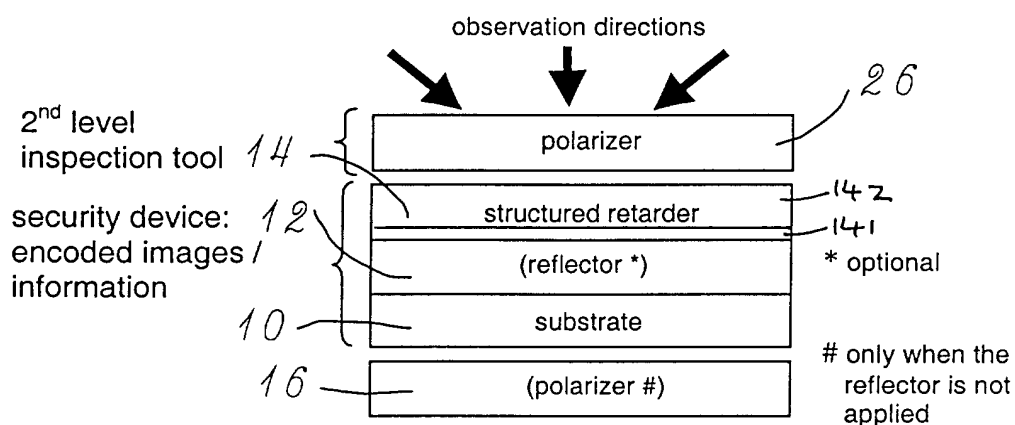 observation directions
26
2nd level
inspection tool 14
polarizer
142
structured retarder
141
security device:
encoded images /
information
12
(reflector *)
* optional
10
substrate
16
(polarizer #)
# only when the
reflector is not
applied